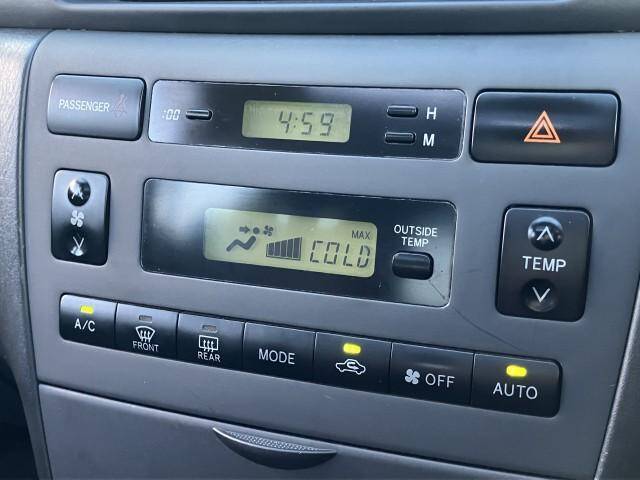 PASSENGER
:00
4:59
H
M
MAX
COLD
OUTSIDE
TEMP
TEMP
A/C
FRONT
REAR
MODE
OFF
AUTO